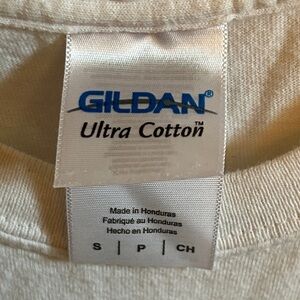 GILDAN®
Ultra Cotton™
Made in Honduras
Fabriqué au Honduras
Hecho en Honduras
S | P | CH